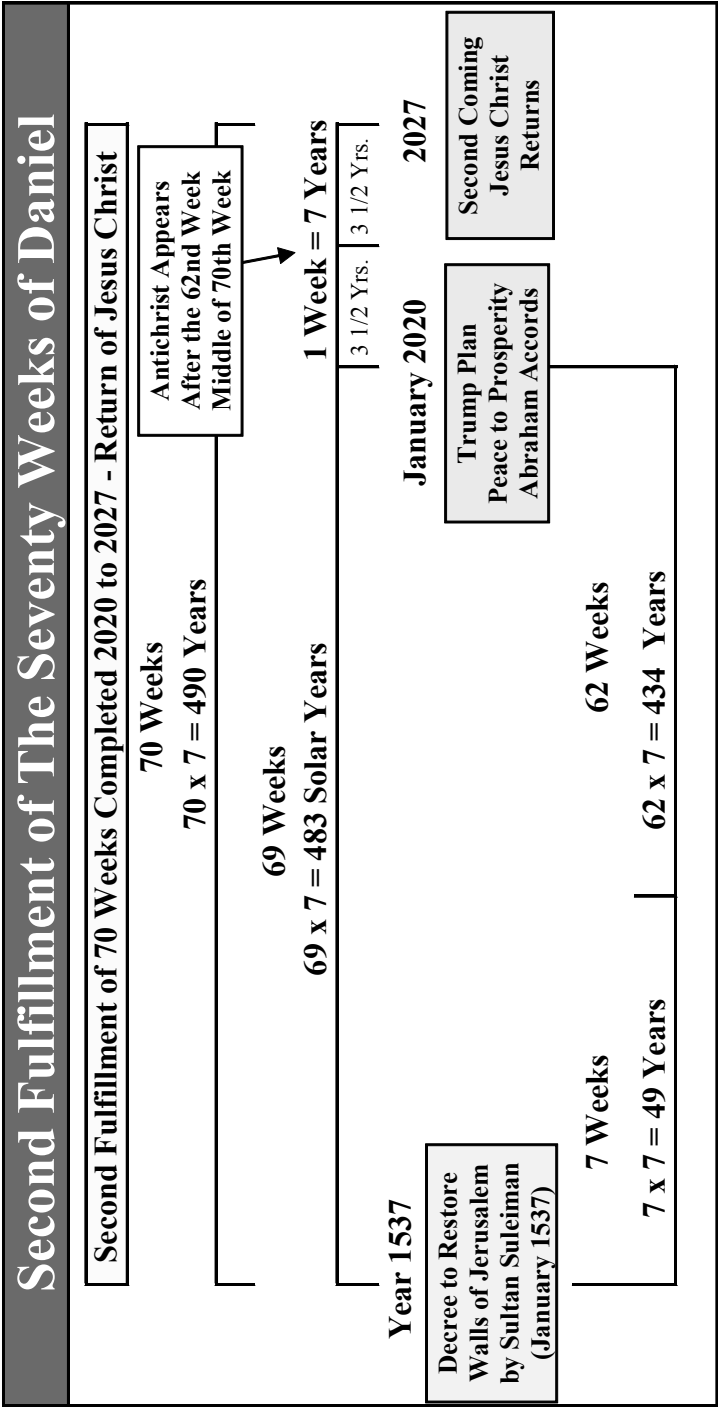 Second Fulfillment of The Seventy Weeks of Daniel
Second Fulfillment of 70 Weeks Completed 2020 to 2027 - Return of Jesus Christ
70 Weeks
70 x 7 = 490 Years
Antichrist Appears
After the 62nd Week
Middle of 70th Week
69 Weeks
69 x 7 = 483 Solar Years
1 Week = 7 Years
3 1/2 Yrs.
3 1/2 Yrs.
Year 1537
January 2020
2027
Decree to Restore
Walls of Jerusalem
by Sultan Suleiman
(January 1537)
Trump Plan
Peace to Prosperity
Abraham Accords
Second Coming
Jesus Christ
Returns
7 Weeks
7 x 7 = 49 Years
62 Weeks
62 x 7 = 434 Years